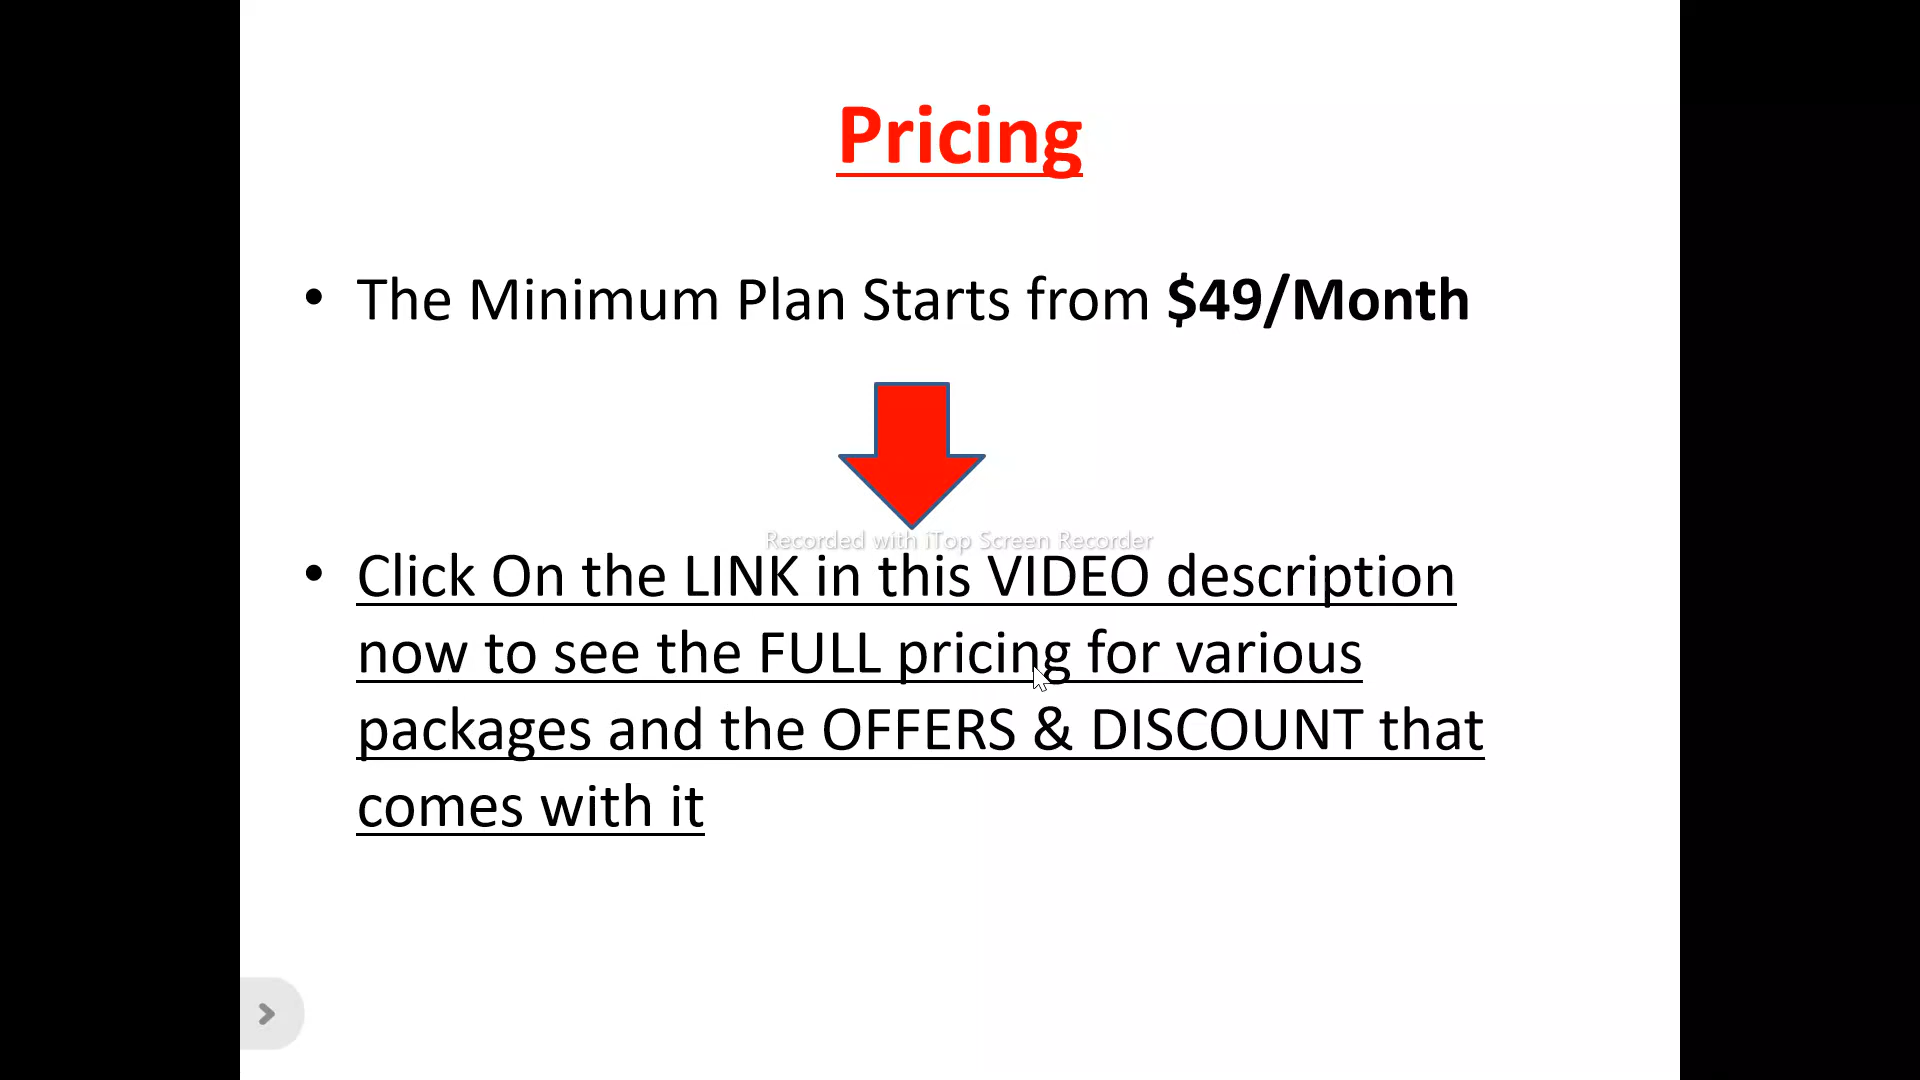 Pricing
• The Minimum Plan Starts from $49/Month
Recorded with iTop Screen Recorder
• Click On the LINK in this VIDEO description
now to see the FULL pricing for various
packages and the OFFERS & DISCOUNT that
comes with it